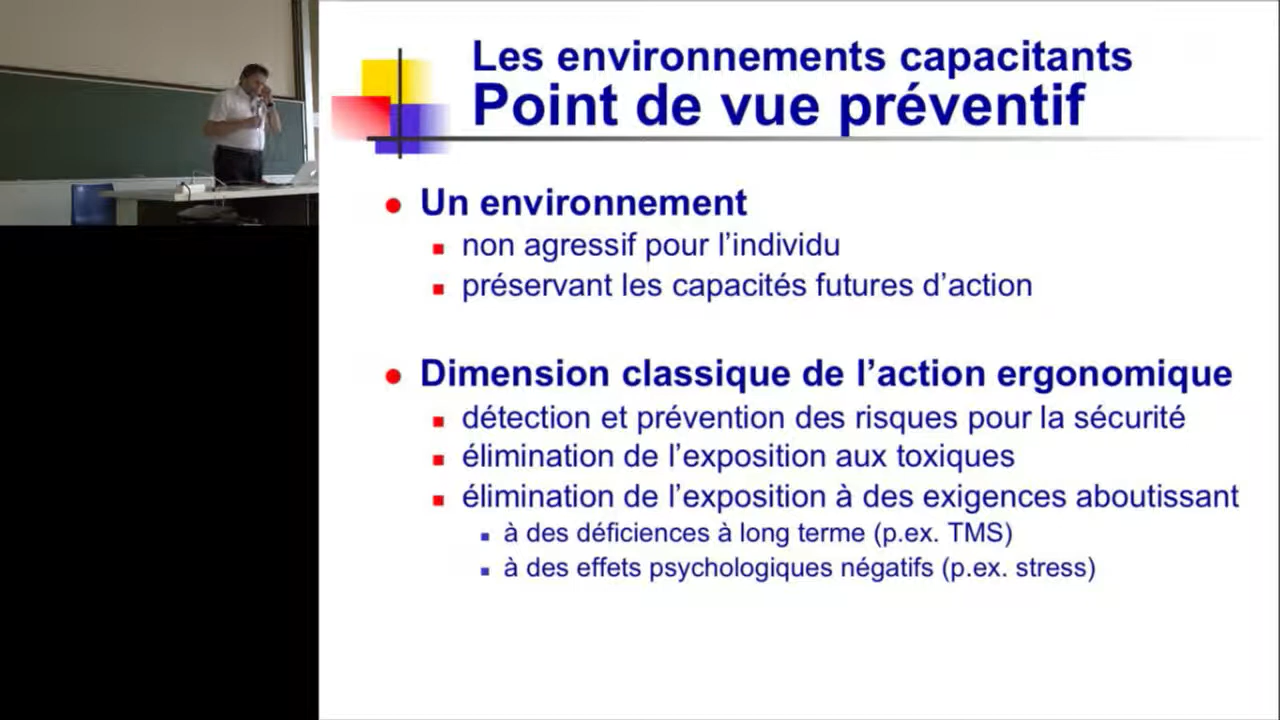 Les environnements capacitants
Point de vue préventif
Un environnement
non agressif pour l’individu
préservant les capacités futures d’action
Dimension classique de l’action ergonomique
détection et prévention des risques pour la sécurité
élimination de l’exposition aux toxiques
élimination de l’exposition à des exigences aboutissant
à des déficiences à long terme (p.ex. TMS)
à des effets psychologiques négatifs (p.ex. stress)